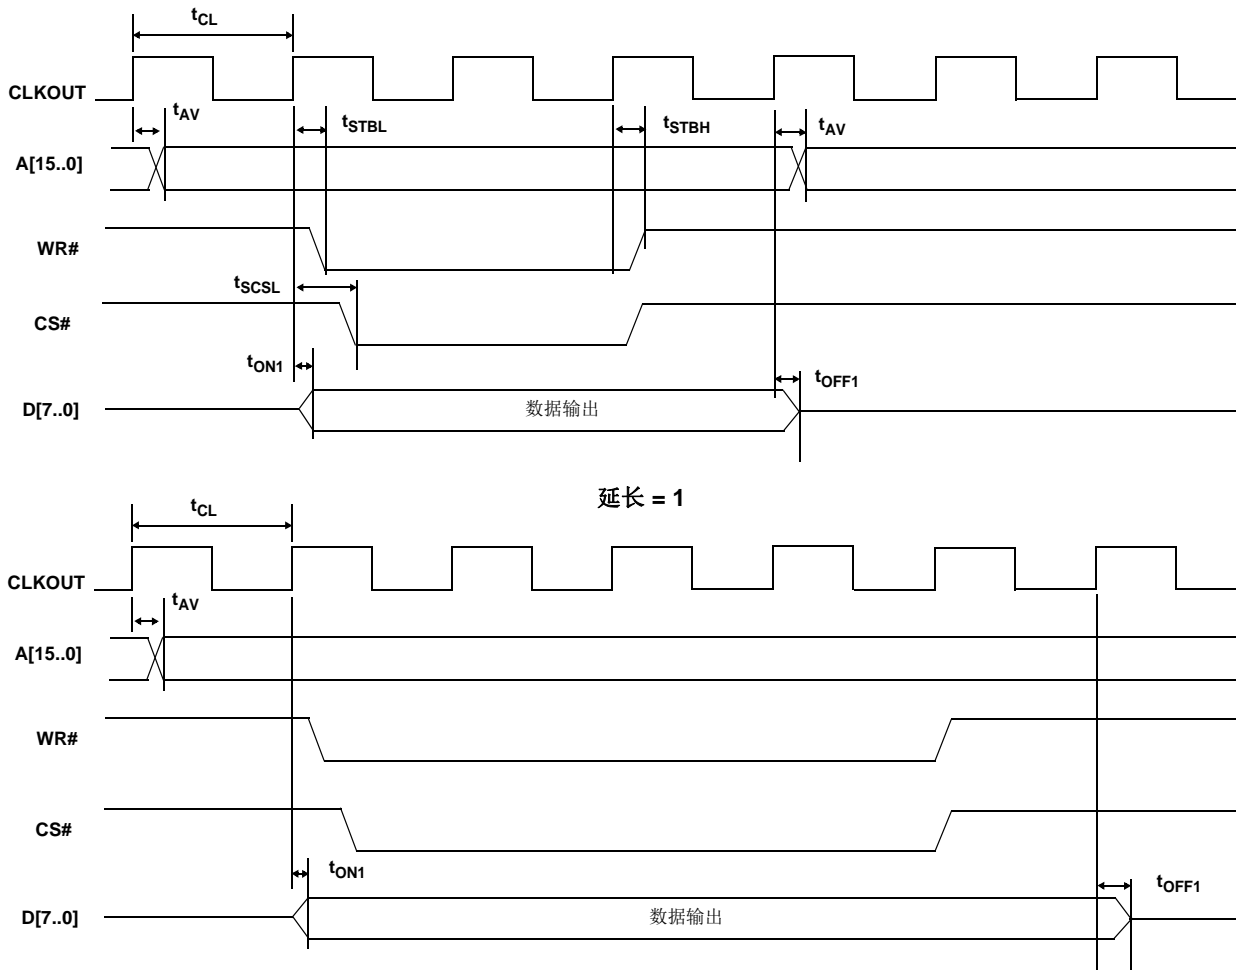 tCL
CLKOUT
tAV
tSTBL
tSTBH
tAV
A[15..0]
WR#
tSCSL
CS#
tON1
tOFF1
D[7..0]
数据输出
延长 = 1
tCL
CLKOUT
tAV
A[15..0]
WR#
CS#
tON1
tOFF1
D[7..0]
数据输出